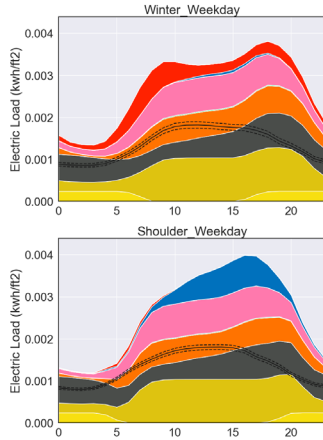 Winter_Weekday
Electric Load (kwh/ft2)
0.004
0.003
0.002
0.001
0.000
0 5 10 15 20
Shoulder_Weekday
Electric Load (kwh/ft2)
0.004
0.003
0.002
0.001
0.000
0 5 10 15 20